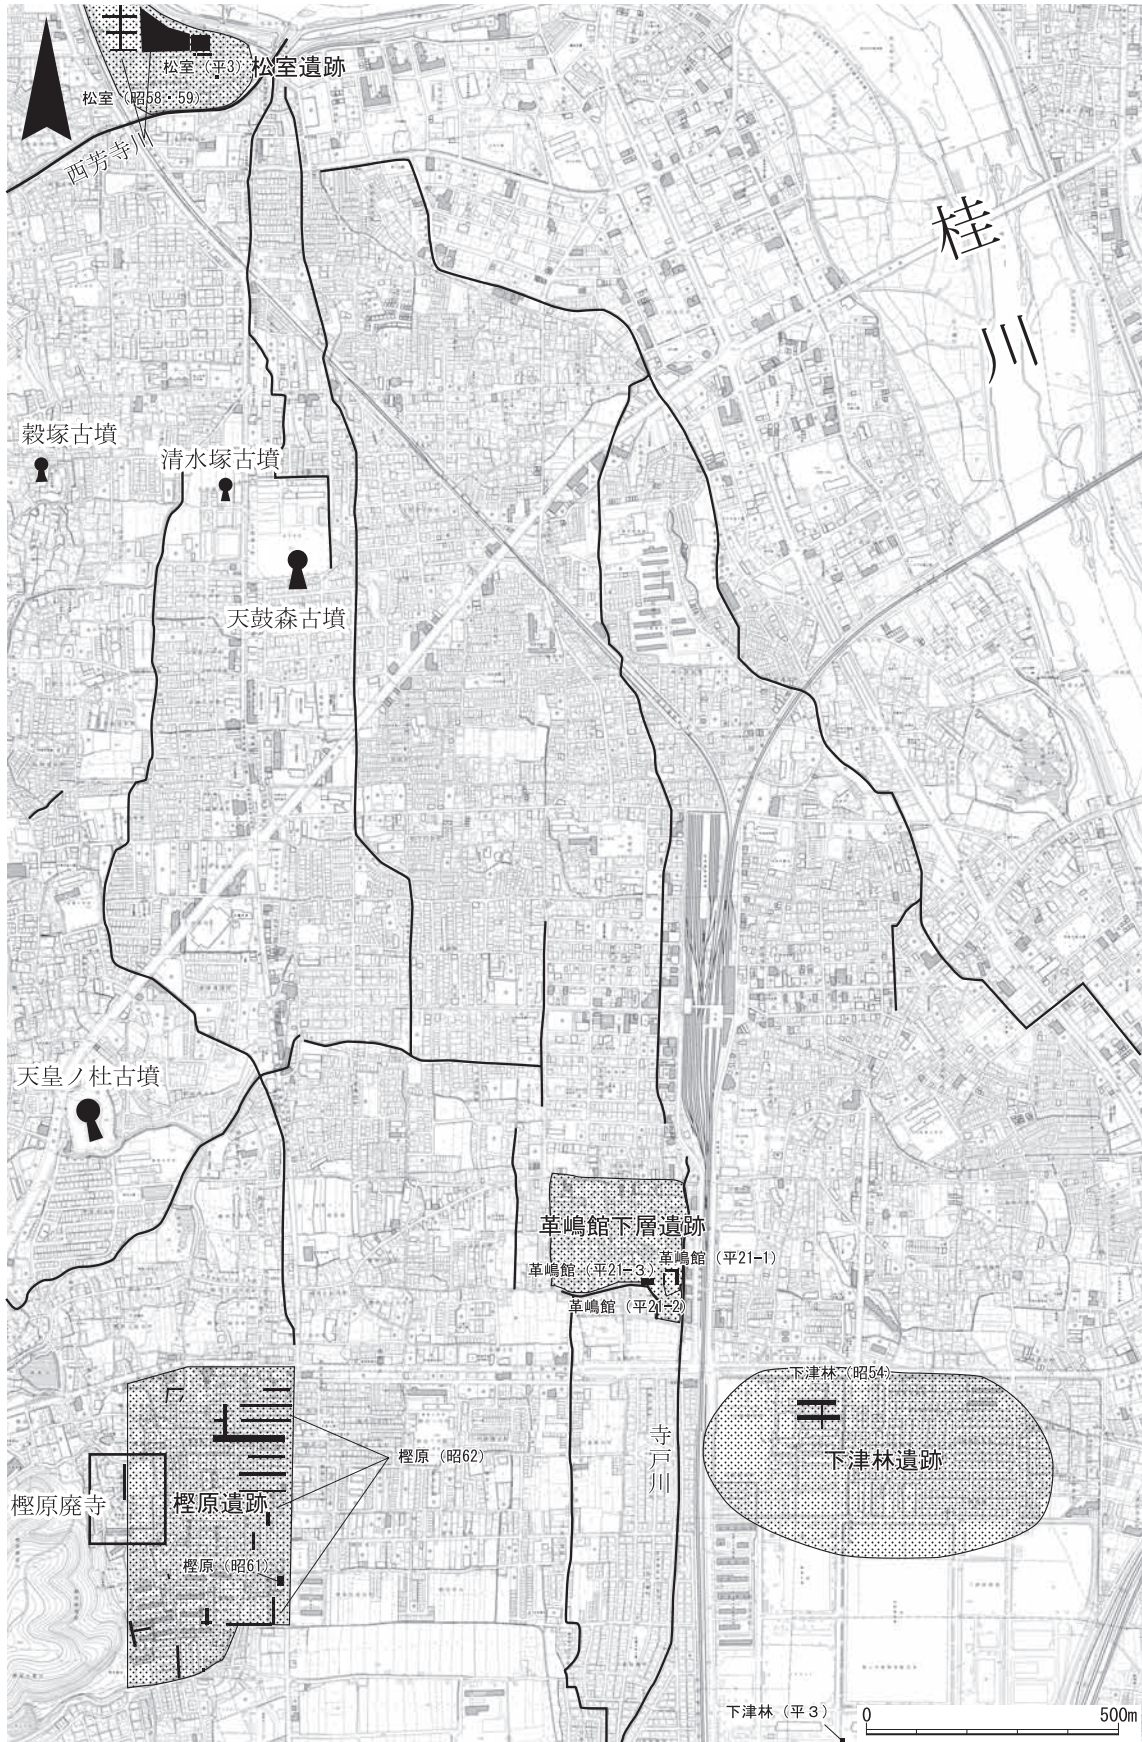 松室(平3)
松室遺跡
松室(昭58・59)
西芳寺川
桂川
穀塚古墳
清水塚古墳
天鼓森古墳
天皇ノ杜古墳
革嶋館下層遺跡
革嶋館(平21-1)
革嶋館(平21-3)
革嶋館(平21-2)
下津林(昭54)
寺戸川
下津林遺跡
樫原(昭62)
樫原廃寺
樫原遺跡
樫原(昭61)
下津林(平3)
0 500m